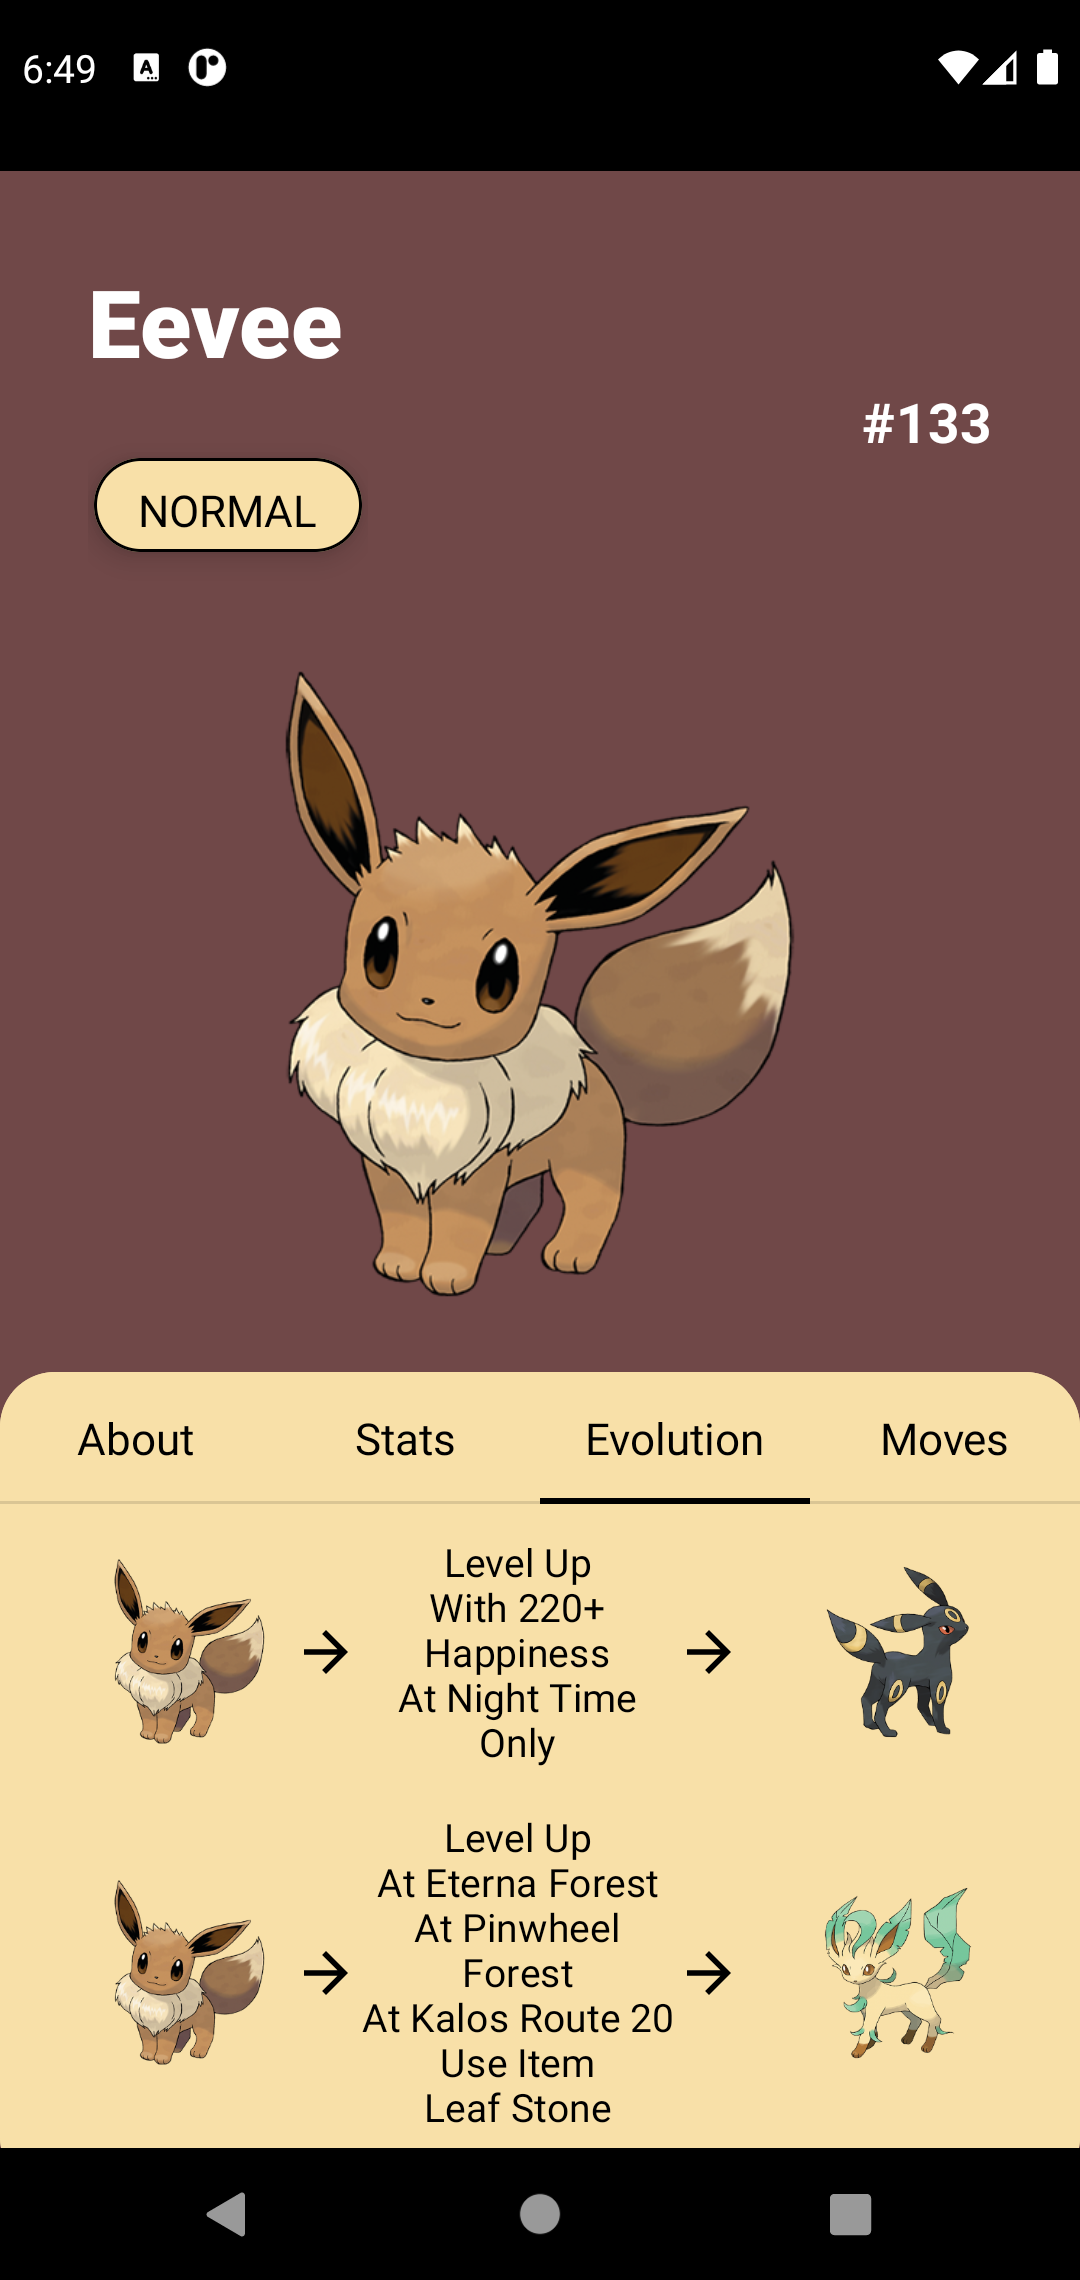 6:49
Eevee
#133
NORMAL
About Stats Evolution Moves
Level Up
With 220+
Happiness
At Night Time
Only
Level Up
At Eterna Forest
At Pinwheel
Forest
At Kalos Route 20
Use Item
Leaf Stone